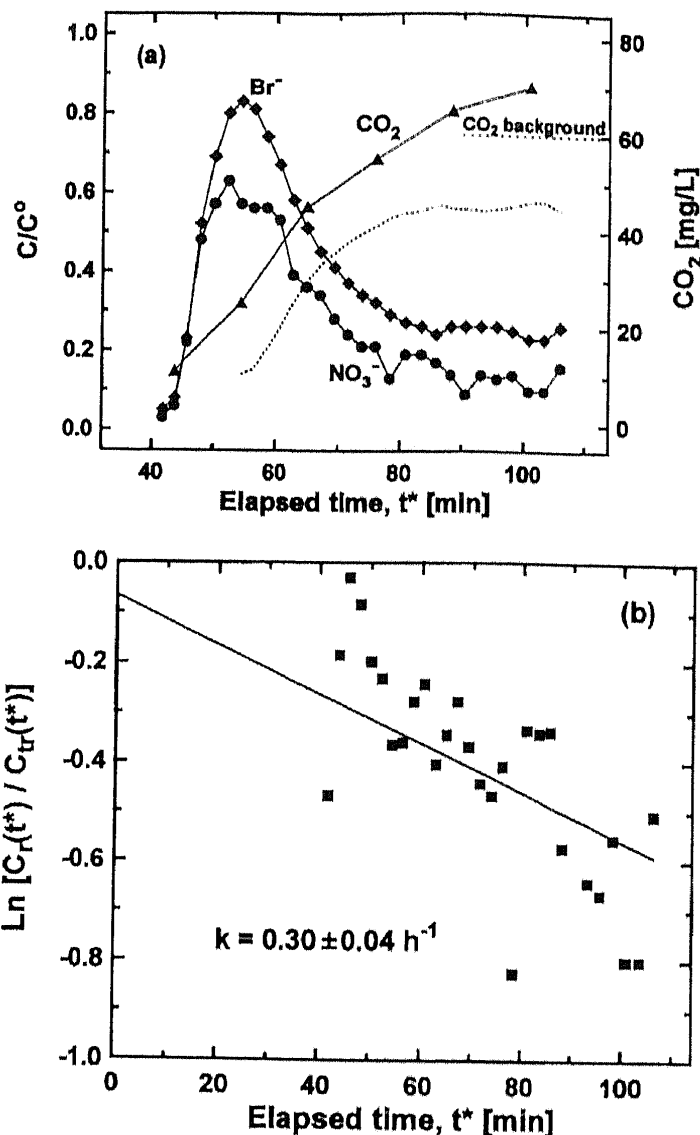 (a)
Br⁻
CO₂
CO₂ background
NO₃⁻
1.0
0.8
0.6
0.4
0.2
0.0
C/C°
80
60
40
20
0
CO₂ [mg/L]
40 60 80 100
Elapsed time, t* [min]
(b)
0.0
-0.2
-0.4
-0.6
-0.8
-1.0
Ln [Cr(t*) / Ctr(t*)]
k = 0.30±0.04 h⁻¹
0 20 40 60 80 100
Elapsed time, t* [min]